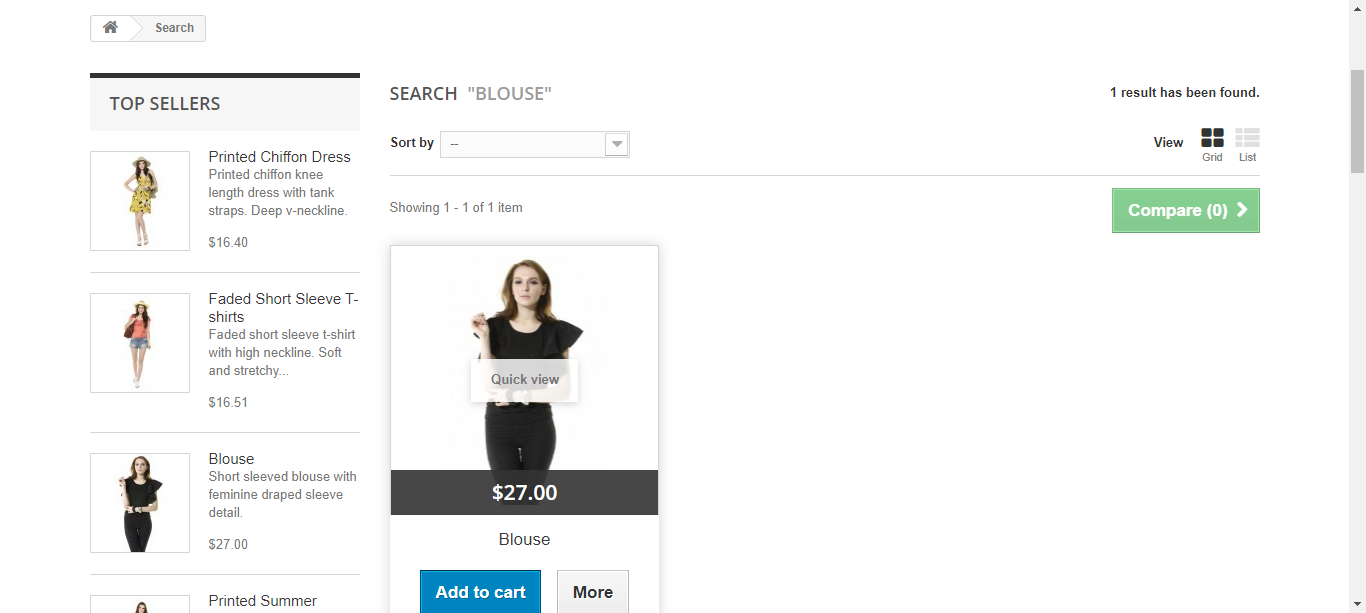 Search
TOP SELLERS
Printed Chiffon Dress
Printed chiffon knee
length dress with tank
straps. Deep v-neckline.
$16.40
Faded Short Sleeve T-
shirts
Faded short sleeve t-shirt
with high neckline. Soft
and stretchy...
$16.51
Blouse
Short sleeved blouse with
feminine draped sleeve
detail.
$27.00
Printed Summer
SEARCH "BLOUSE"
1 result has been found.
Sort by --
View
Grid List
Showing 1 - 1 of 1 item
Compare (0)
Quick view
$27.00
Blouse
Add to cart More